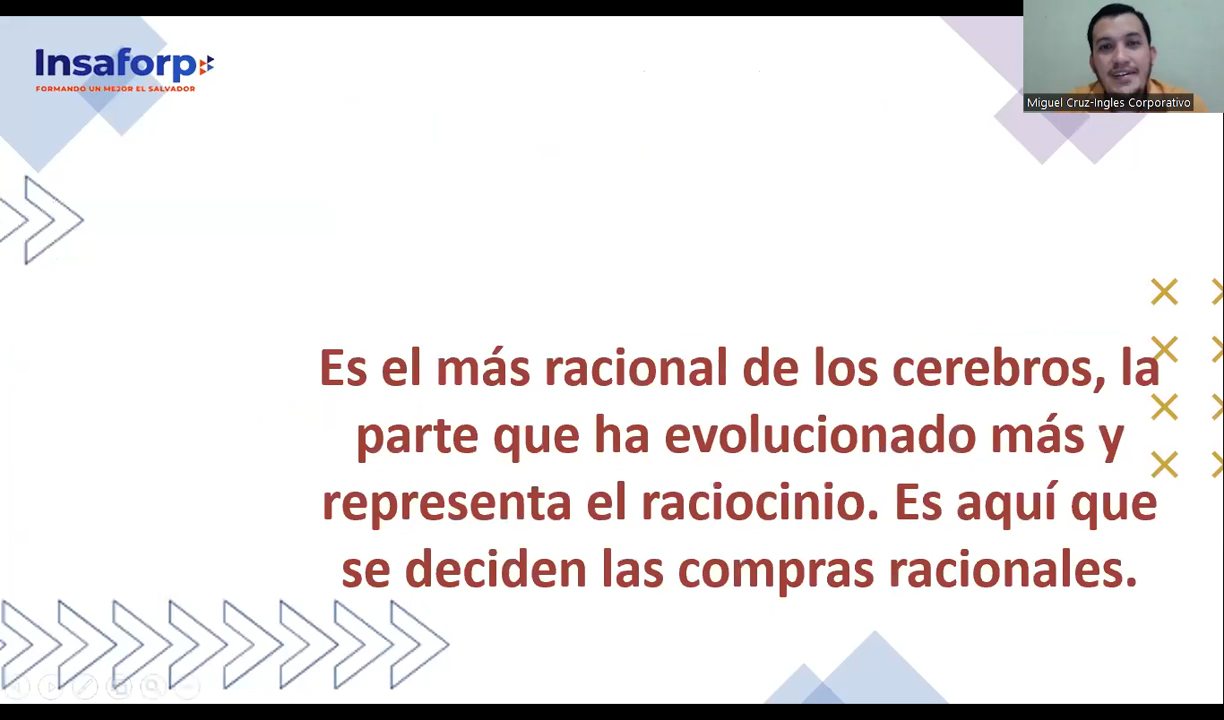 Insaforp
FORMANDO UN MEJOR EL SALVADOR
Miguel Cruz-Ingles Corporativo
Es el más racional de los cerebros, la
parte que ha evolucionado más y
representa el raciocinio. Es aquí que
se deciden las compras racionales.